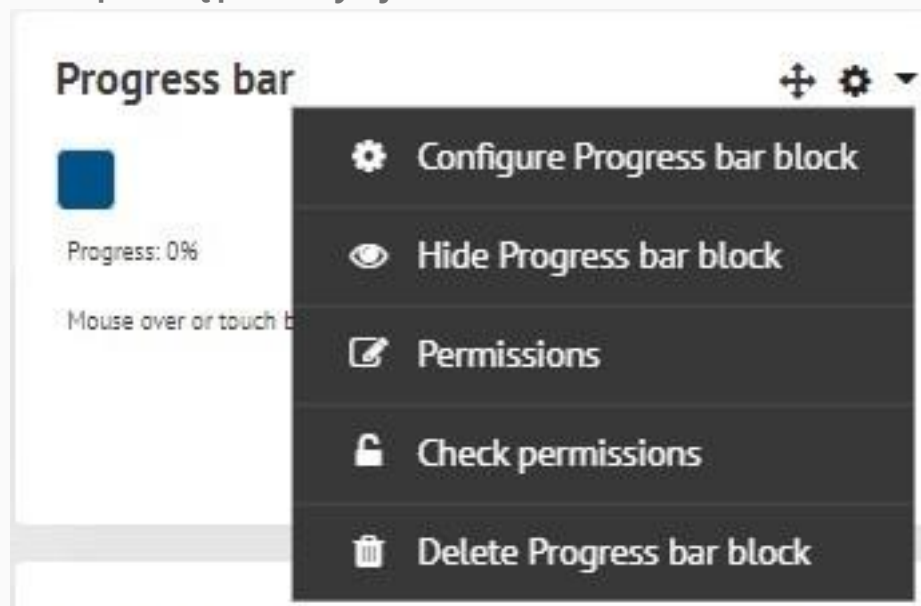 Progress bar
Configure Progress bar block
Progress: 0%
Hide Progress bar block
Mouse over or touch
Permissions
Check permissions
Delete Progress bar block